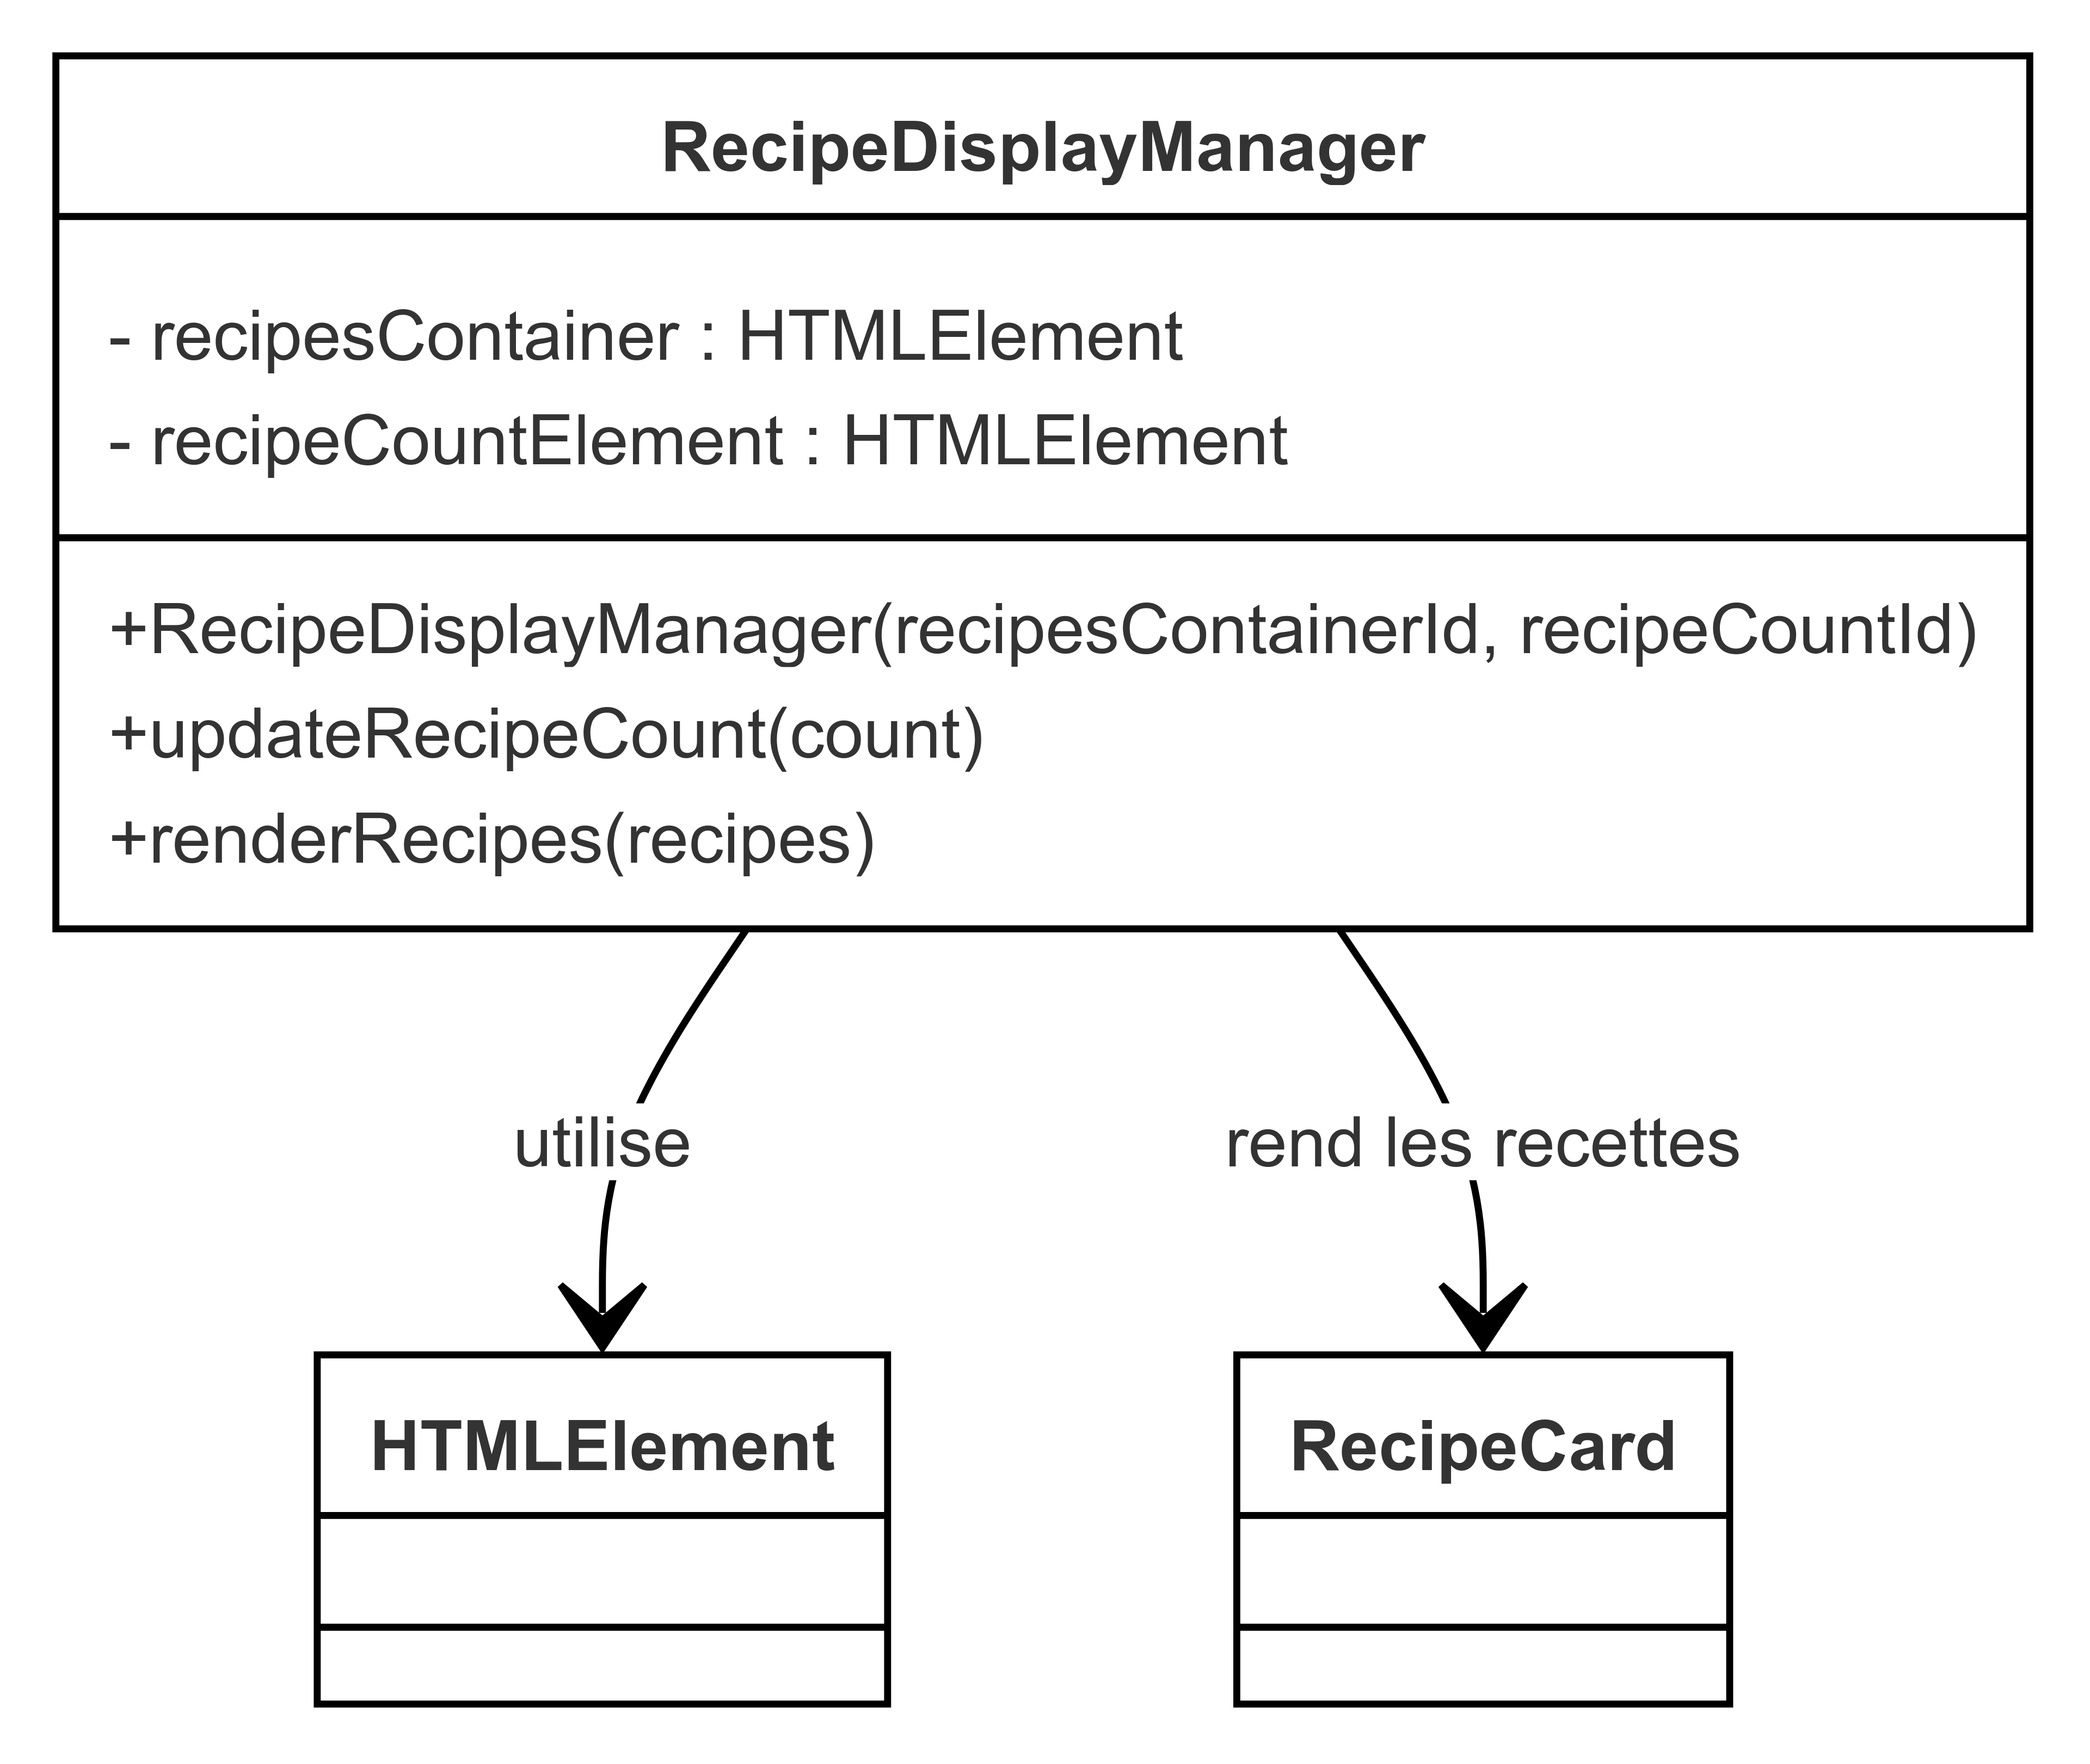 RecipeDisplayManager
- recipesContainer : HTMLElement
- recipeCountElement : HTMLElement
+RecipeDisplayManager(recipesContainerId, recipeCountId)
+updateRecipeCount(count)
+renderRecipes(recipes)
utilise
rend les recettes
HTMLElement
RecipeCard